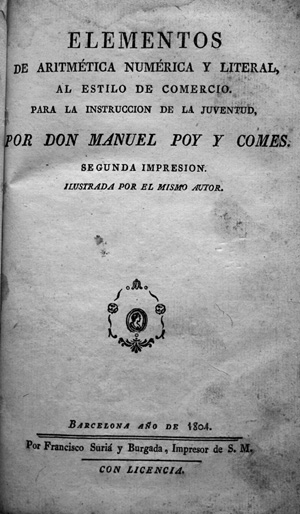 ELEMENTOS
DE ARITMÉTICA NUMÉRICA Y LITERAL,
AL ESTILO DE COMERCIO.
PARA LA INSTRUCCION DE LA JUVENTUD,
POR DON MANUEL POY Y COMES.
SEGUNDA IMPRESION.
ILUSTRADA POR EL MISMO AUTOR.
BARCELONA AÑO DE 1804.
Por Francisco Suriá y Burgada, Impresor de S. M.
CON LICENCIA.